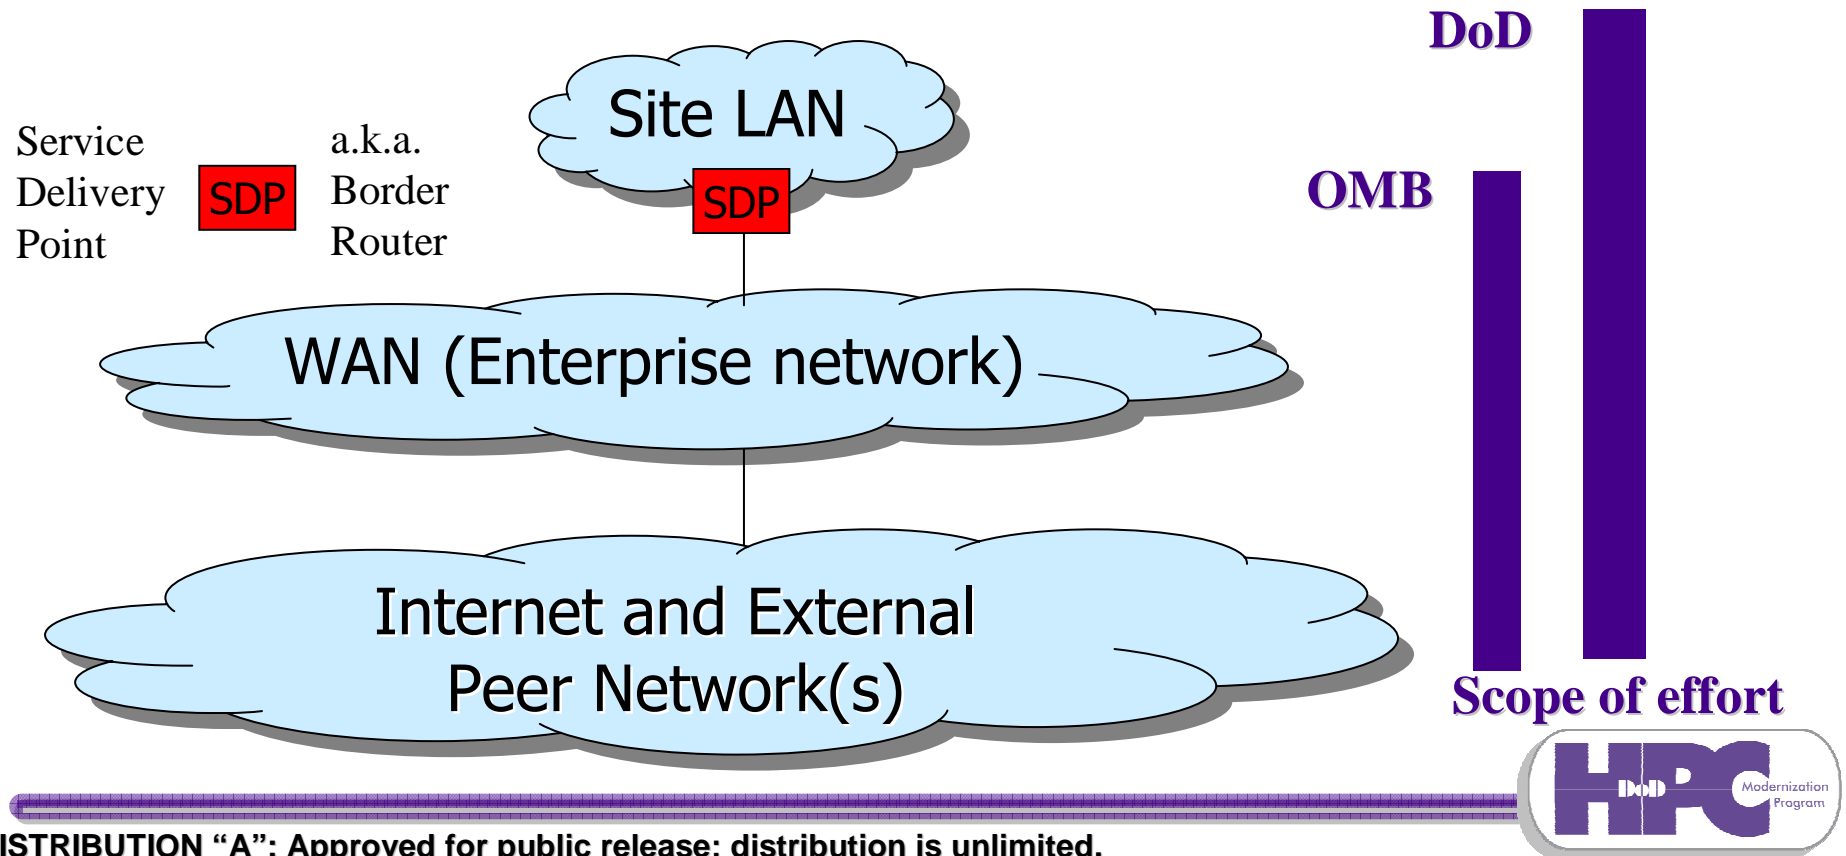 DoD
Site LAN
Service
Delivery
Point
SDP
a.k.a.
Border
Router
SDP
OMB
WAN (Enterprise network)
Internet and External
Peer Network(s)
Scope of effort
HPC
DoD
Modernization
Program
ISTRIBUTION “A”: Approved for public release; distribution is unlimited.